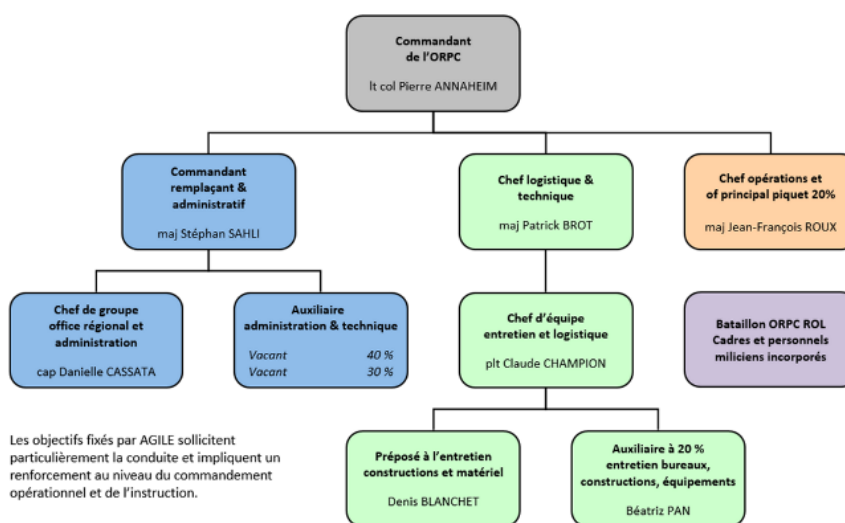 Commandant
de l'ORPC
lt col Pierre ANNAHEIM
Commandant
remplaçant &
administratif
maj Stéphan SAHLI
Chef logistique &
technique
maj Patrick BROT
Chef opérations et
of principal piquet 20%
maj Jean-François ROUX
Chef de groupe
office régional et
administration
cap Danielle CASSATA
Auxiliaire
administration & technique
Vacant 40 %
Vacant 30 %
Chef d'équipe
entretien et logistique
plt Claude CHAMPION
Bataillon ORPC ROL
Cadres et personnels
miliciens incorporés
Les objectifs fixés par AGILE sollicitent
particulièrement la conduite et impliquent un
renforcement au niveau du commandement
opérationnel et de l'instruction.
Préposé à l'entretien
constructions et matériel
Denis BLANCHET
Auxiliaire à 20 %
entretien bureaux,
constructions, équipements
Béatriz PAN